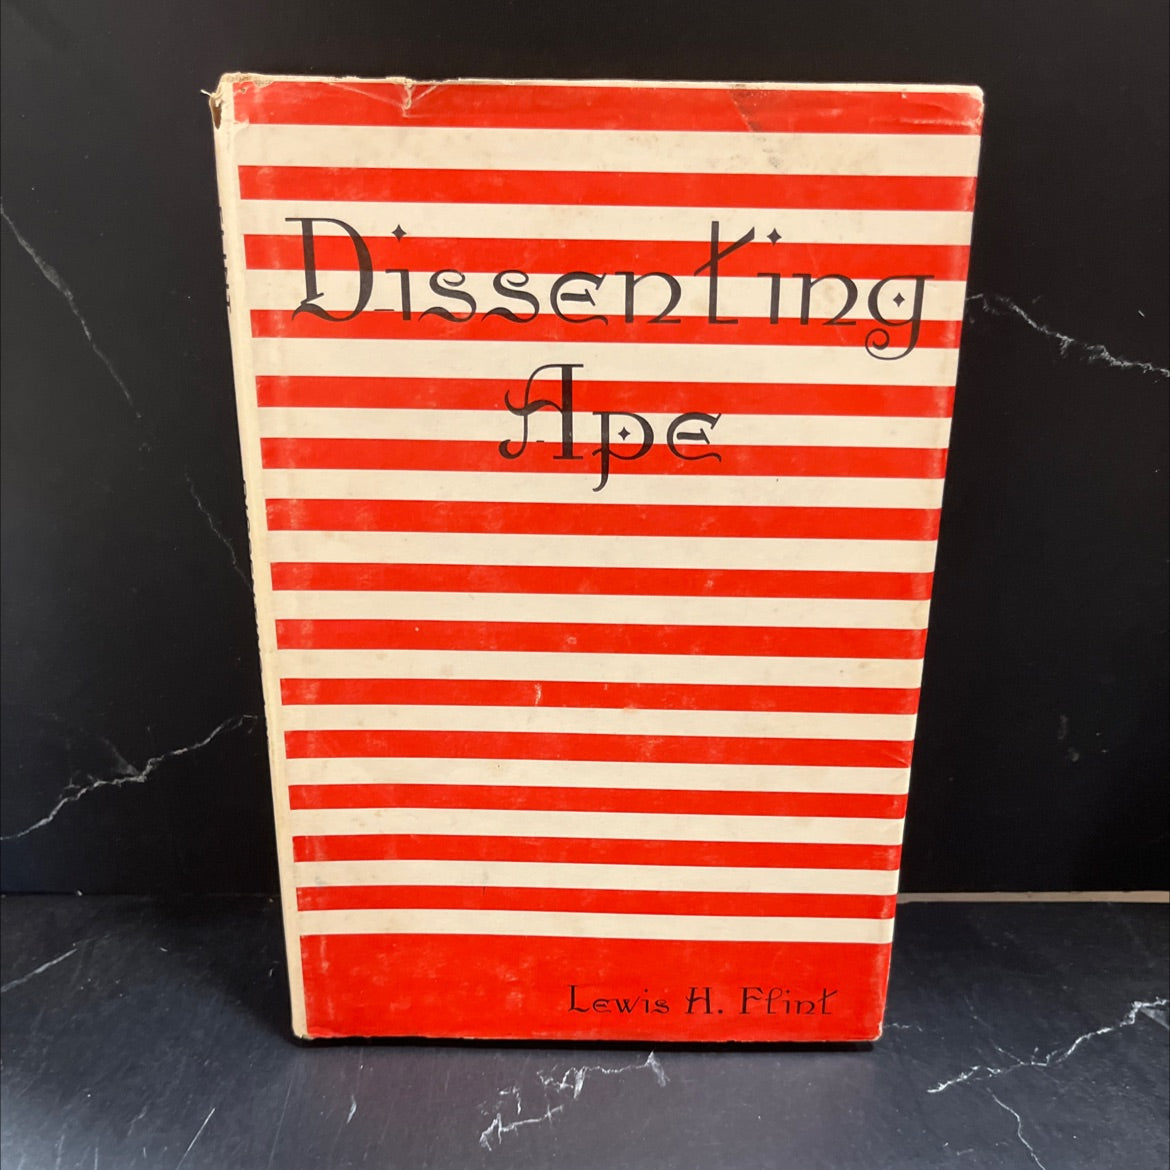 Dissenting
Ape
Lewis H. Flint